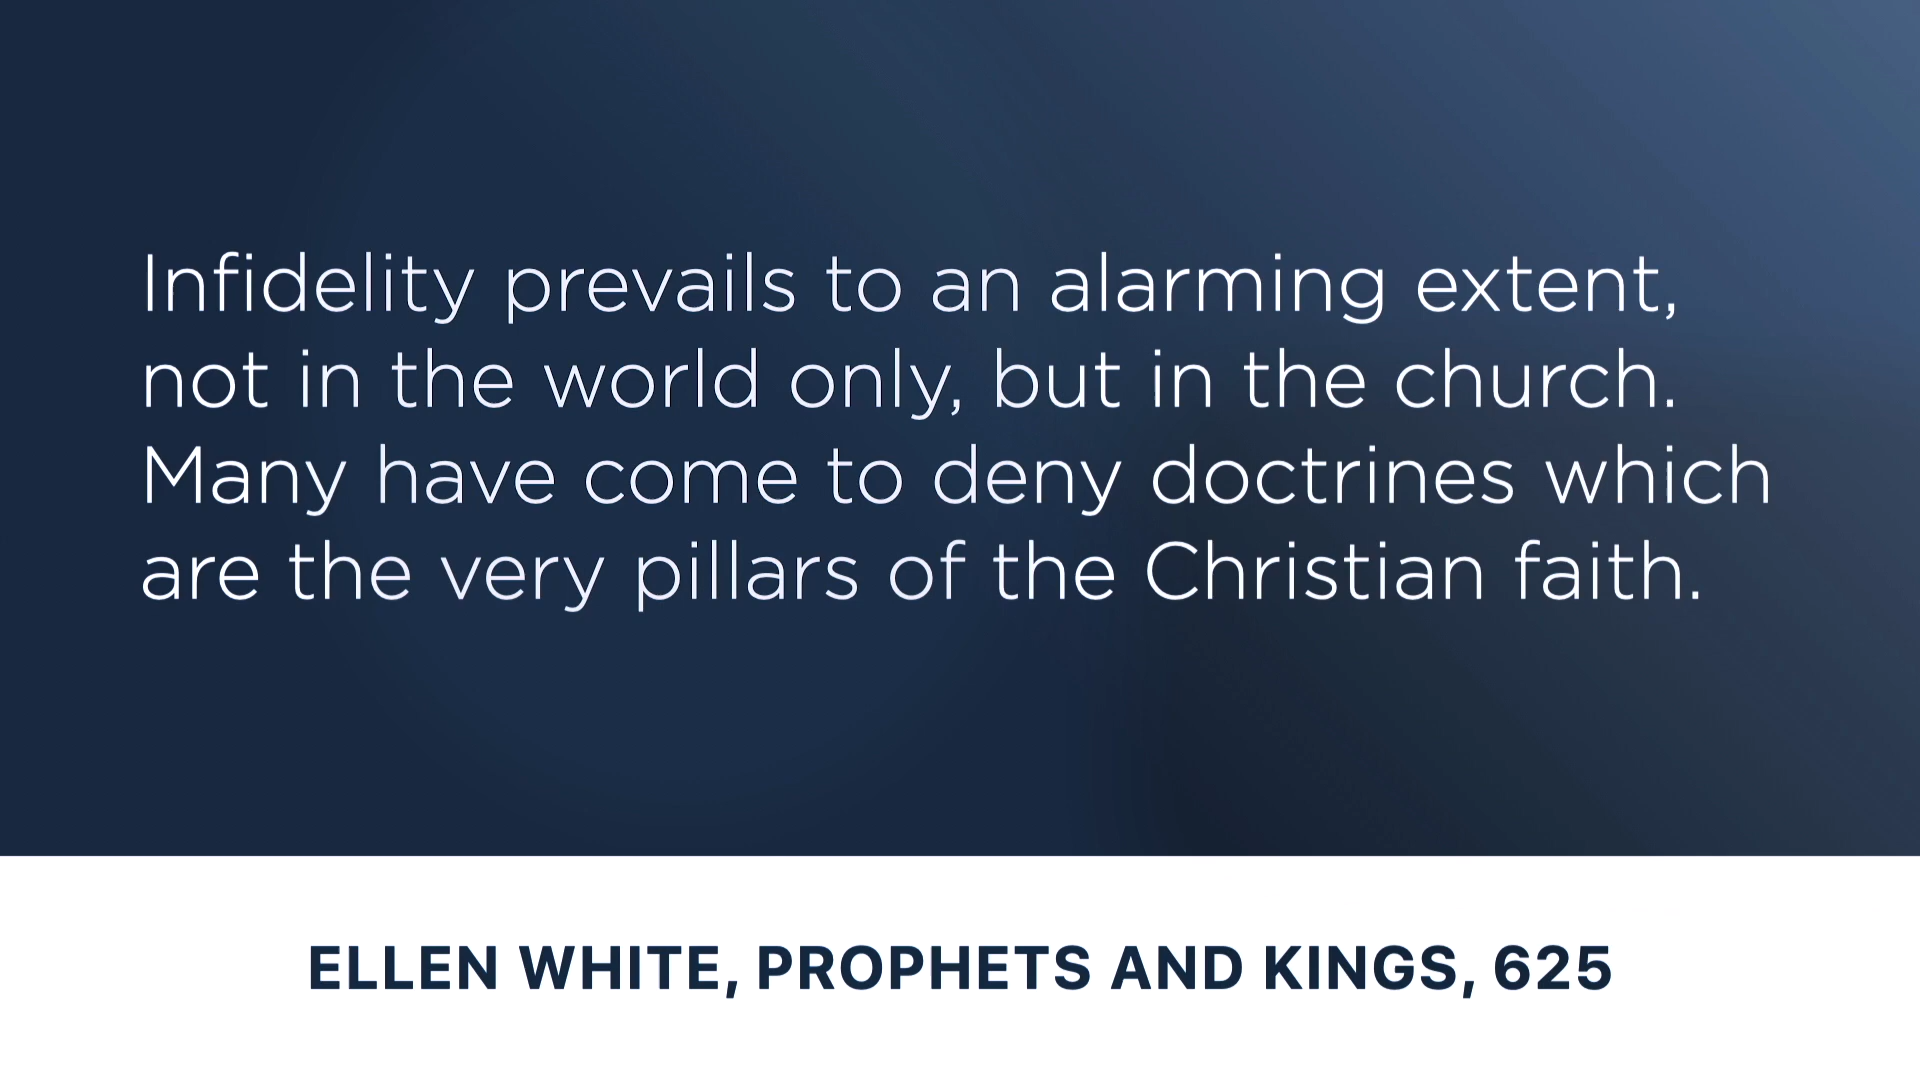 Infidelity prevails to an alarming extent,
not in the world only, but in the church.
Many have come to deny doctrines which
are the very pillars of the Christian faith.
ELLEN WHITE, PROPHETS AND KINGS, 625